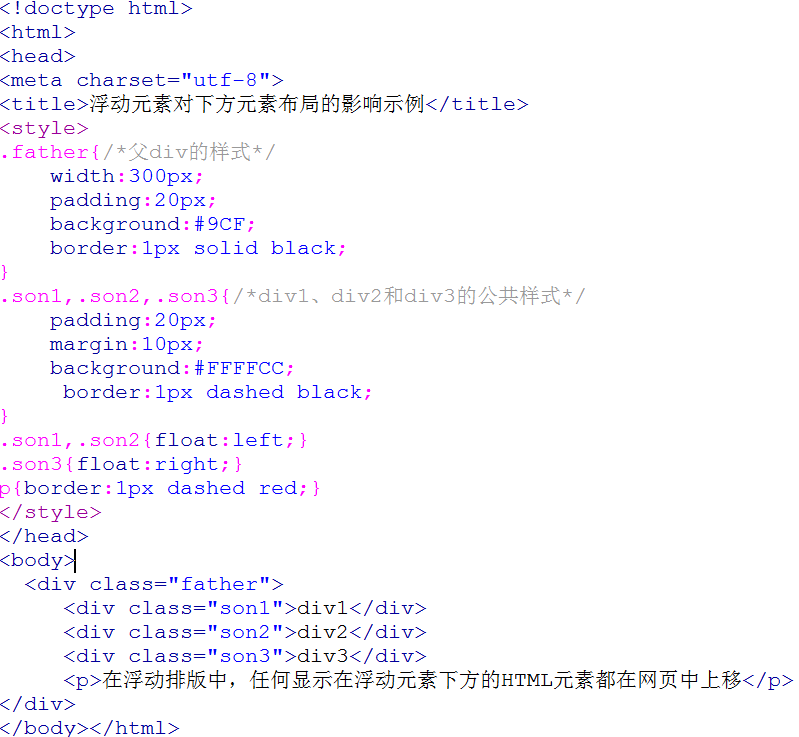 <!doctype html>
<html>
<head>
<meta charset="utf-8">
<title>浮动元素对下方元素布局的影响示例</title>
<style>
.father{/*父div的样式*/
    width:300px;
    padding:20px;
    background:#9CF;
    border:1px solid black;
}
.son1,.son2,.son3{/*div1、div2和div3的公共样式*/
    padding:20px;
    margin:10px;
    background:#FFFFCC;
     border:1px dashed black;
}
.son1,.son2{float:left;}
.son3{float:right;}
p{border:1px dashed red;}
</style>
</head>
<body>
  <div class="father">
     <div class="son1">div1</div>
     <div class="son2">div2</div>
     <div class="son3">div3</div>
     <p>在浮动排版中，任何显示在浮动元素下方的HTML元素都在网页中上移</p>
</div>
</body></html>